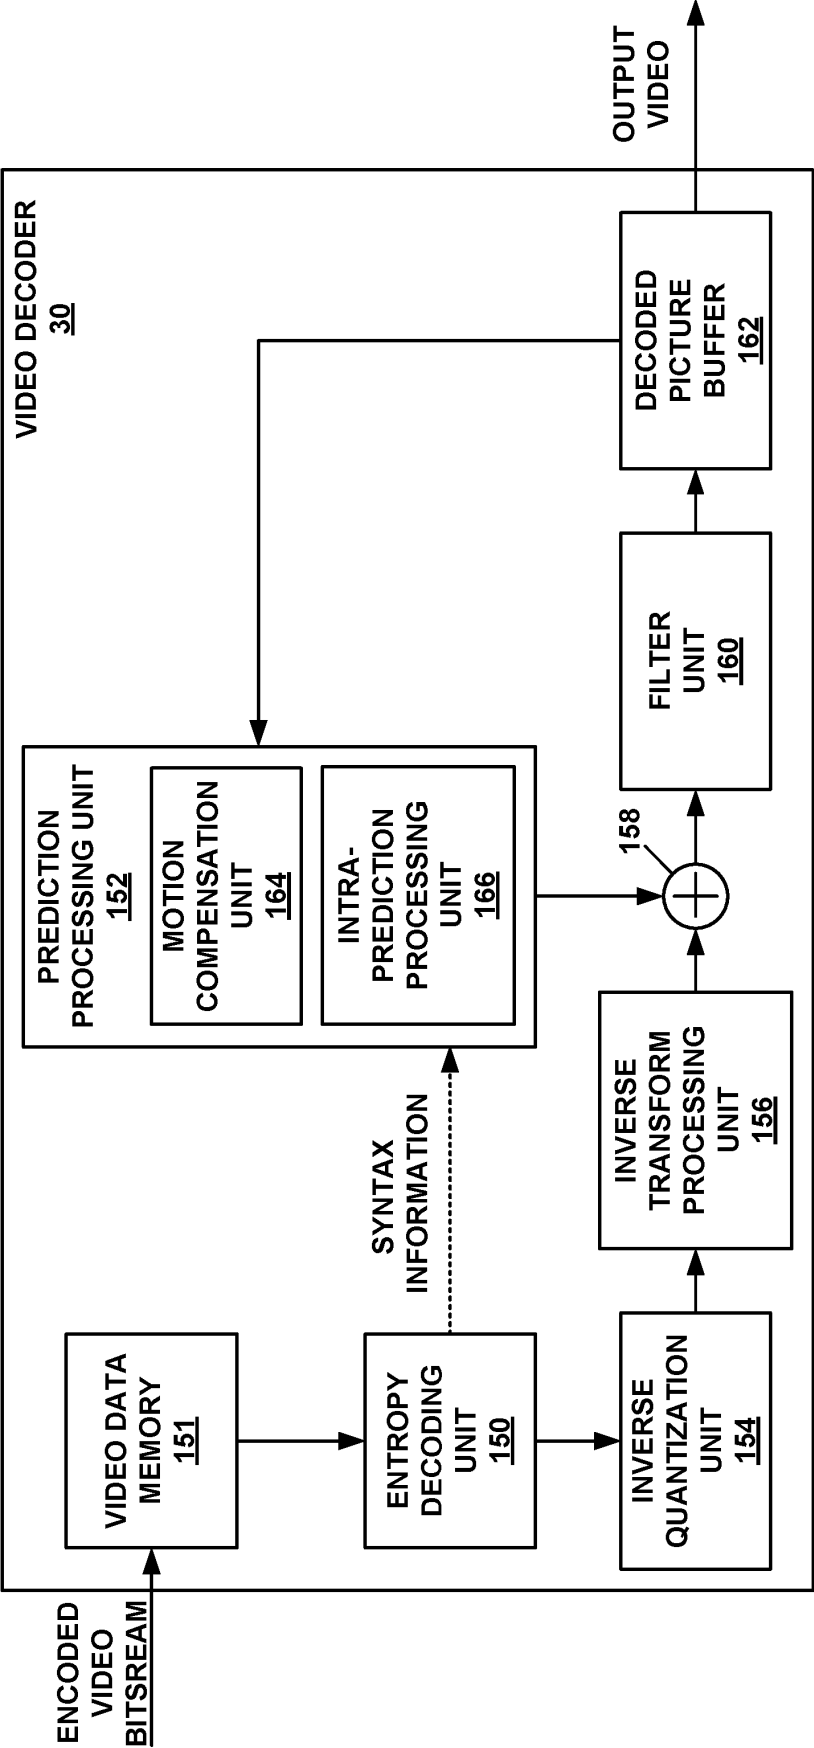 VIDEO DECODER
30
ENCODED
VIDEO
BITSREAM
VIDEO DATA
MEMORY
151
ENTROPY
DECODING
UNIT
150
SYNTAX
INFORMATION
PREDICTION
PROCESSING UNIT
152
MOTION
COMPENSATION
UNIT
164
INTRA-
PREDICTION
PROCESSING
UNIT
166
INVERSE
QUANTIZATION
UNIT
154
INVERSE
TRANSFORM
PROCESSING
UNIT
156
158
FILTER
UNIT
160
DECODED
PICTURE
BUFFER
162
OUTPUT
VIDEO